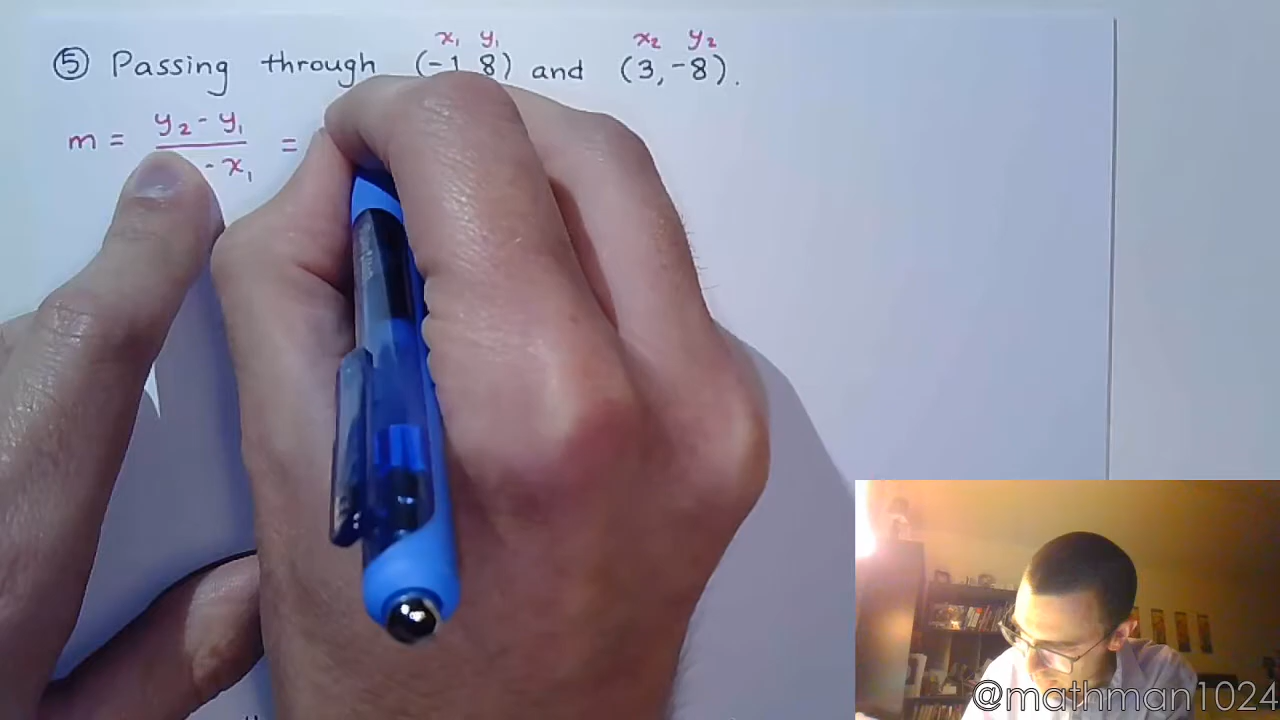 x₁ y₁ x₂ y₂
⑤ Passing through (-1 8) and (3, -8).
m = y₂ - y₁ =
- x₁
@mathman1024